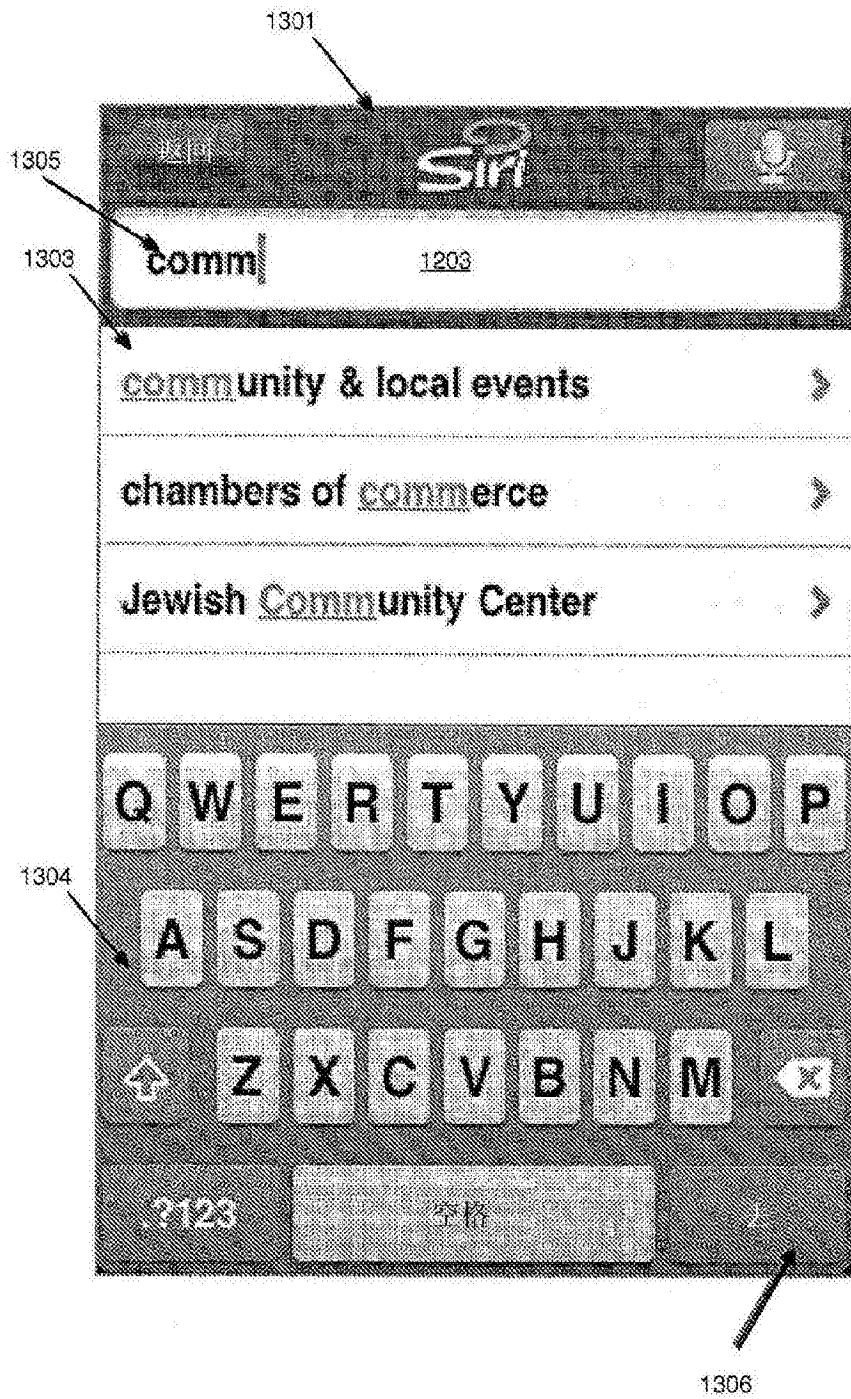 1301
Siri
1305
comm
1203
1303
community & local events
chambers of commerce
Jewish Community Center
Q W E R T Y U I O P
1304
A S D F G H J K L
Z X C V B N M
.?123
空格
1306